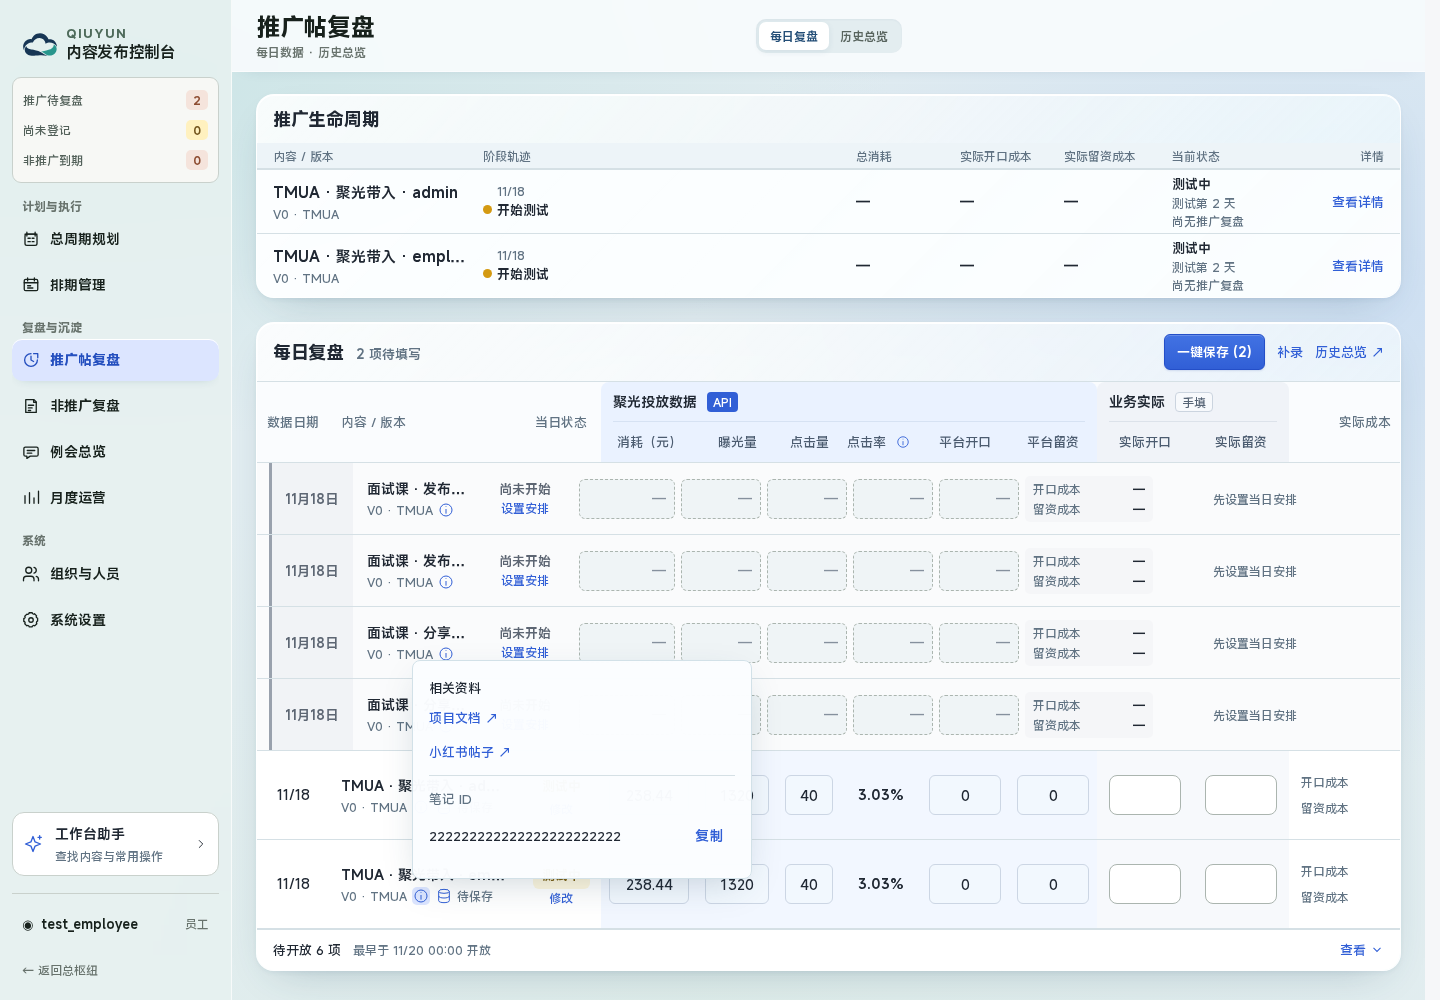 QIUYUN
内容发布控制台
推广待复盘 2
尚未登记 0
非推广到期 0
计划与执行
总周期规划
排期管理
复盘与沉淀
推广帖复盘
非推广复盘
例会总览
月度运营
系统
组织与人员
系统设置
工作台助手
查找内容与常用操作
test_employee 员工
← 返回总枢纽
推广帖复盘
每日数据 · 历史总览
每日复盘 历史总览
推广生命周期
内容 / 版本 阶段轨迹 总消耗 实际开口成本 实际留资成本 当前状态 详情
TMUA · 聚光带入 · admin
V0 · TMUA
11/18
开始测试
— — —
测试中
测试第 2 天
尚无推广复盘
查看详情
TMUA · 聚光带入 · empl...
V0 · TMUA
11/18
开始测试
— — —
测试中
测试第 2 天
尚无推广复盘
查看详情
每日复盘 2 项待填写
一键保存 (2) 补录 历史总览 ↗
数据日期 内容 / 版本 当日状态
聚光投放数据 API
消耗（元） 曝光量 点击量 点击率 平台开口 平台留资
业务实际 手填
实际开口 实际留资
实际成本
11月18日
面试课 · 发布...
V0 · TMUA
尚未开始
设置安排
— — — — —
开口成本 —
留资成本 —
先设置当日安排
11月18日
面试课 · 发布...
V0 · TMUA
尚未开始
设置安排
— — — — —
开口成本 —
留资成本 —
先设置当日安排
11月18日
面试课 · 分享...
V0 · TMUA
尚未开始
设置安排
— — — — —
开口成本 —
留资成本 —
先设置当日安排
11月18日
面试课
— — —
开口成本 —
留资成本 —
先设置当日安排
相关资料
项目文档 ↗
小红书帖子 ↗
笔记 ID
222222222222222222222222 复制
11/18
TMUA · 聚
V0 · TMUA
238.44 1320 40 3.03% 0 0
开口成本
留资成本
11/18
TMUA · 聚
V0 · TMUA 待保存
修改
238.44 1320 40 3.03% 0 0
开口成本
留资成本
待开放 6 项 最早于 11/20 00:00 开放
查看